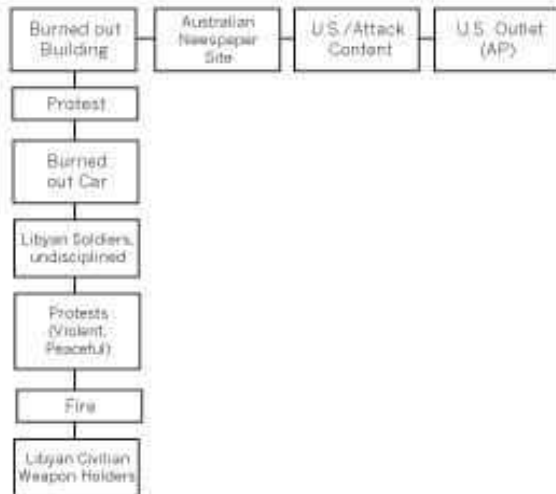 Burned out
Building
Australian
Newspaper
Site
U.S./Attack
Content
U.S. Outlet
(AP)
Protest
Burned
out Car
Libyan Soldiers,
undisciplined
Protests
(Violent,
Peaceful)
Fire
Libyan Civilian
Weapon Holders